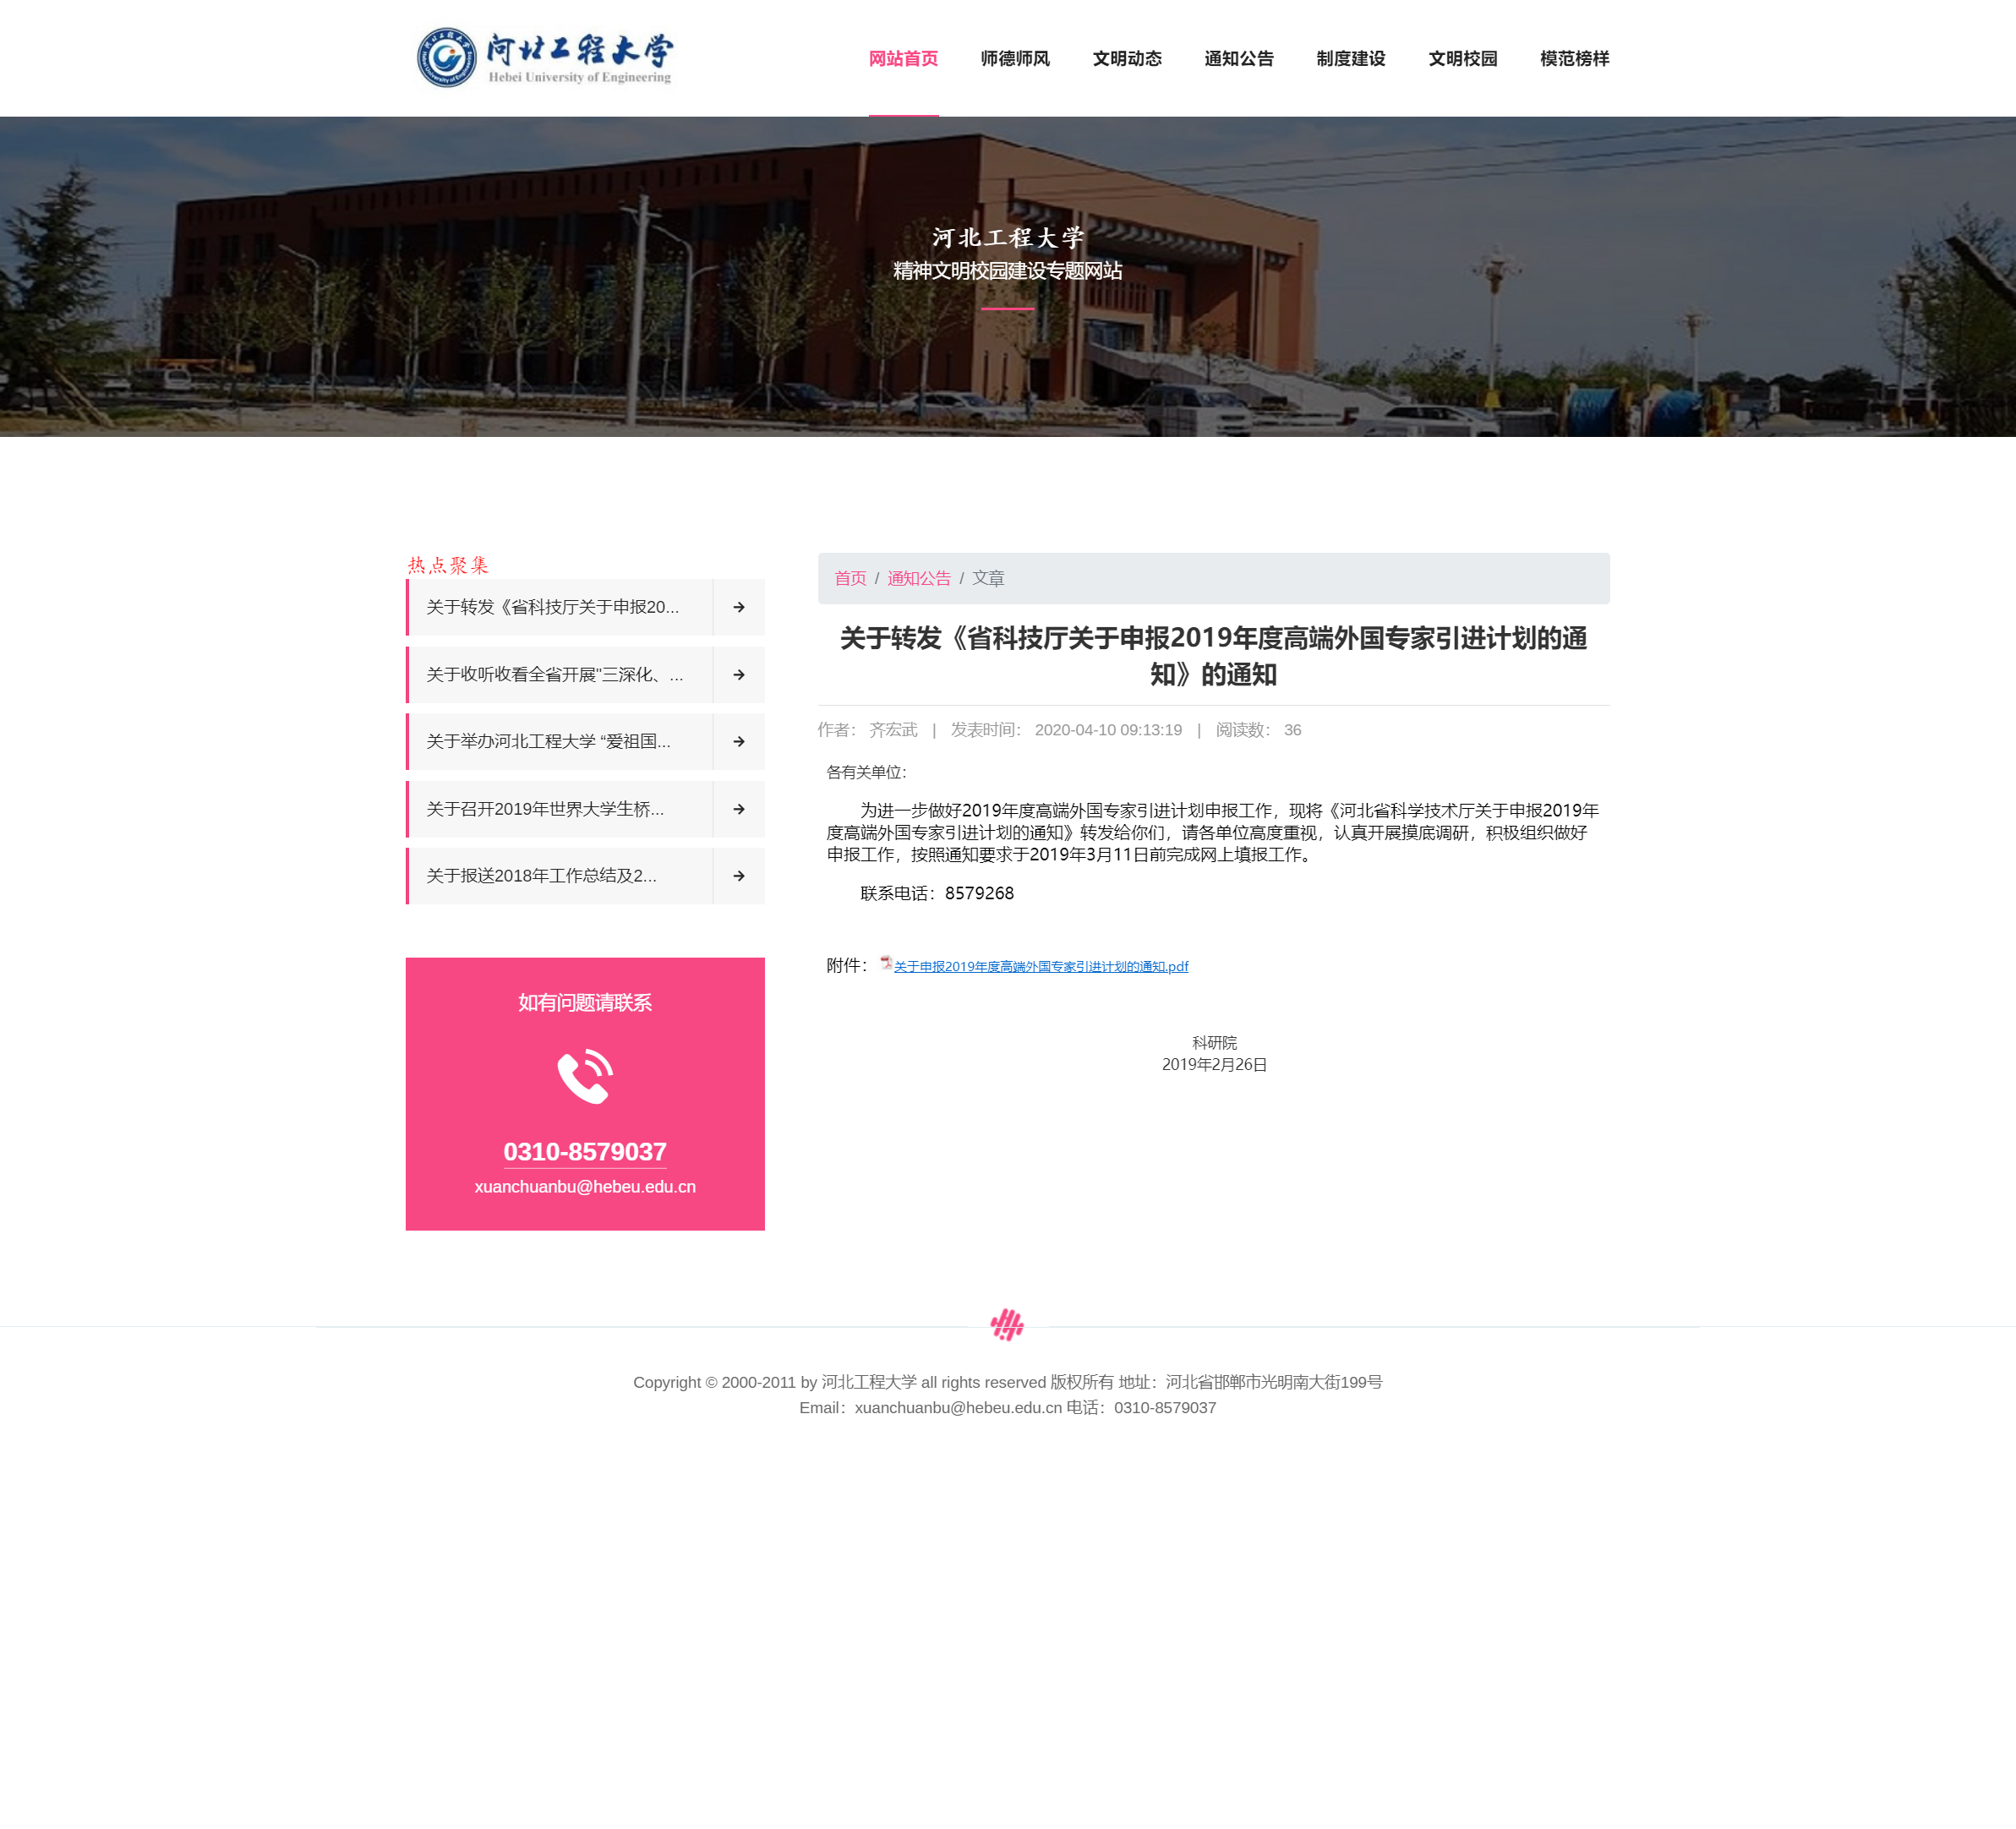 河北工程大学
Hebei University of Engineering
网站首页 师德师风 文明动态 通知公告 制度建设 文明校园 模范榜样
河北工程大学
精神文明校园建设专题网站
热点聚集
关于转发《省科技厅关于申报20...
关于收听收看全省开展"三深化、...
关于举办河北工程大学 “爱祖国...
关于召开2019年世界大学生桥...
关于报送2018年工作总结及2...
如有问题请联系
0310-8579037
xuanchuanbu@hebeu.edu.cn
首页 / 通知公告 / 文章
关于转发《省科技厅关于申报2019年度高端外国专家引进计划的通
知》的通知
作者： 齐宏武 | 发表时间： 2020-04-10 09:13:19 | 阅读数： 36
各有关单位：
为进一步做好2019年度高端外国专家引进计划申报工作，现将《河北省科学技术厅关于申报2019年
度高端外国专家引进计划的通知》转发给你们，请各单位高度重视，认真开展摸底调研，积极组织做好
申报工作，按照通知要求于2019年3月11日前完成网上填报工作。
联系电话：8579268
附件： 关于申报2019年度高端外国专家引进计划的通知.pdf
科研院
2019年2月26日
Copyright © 2000-2011 by 河北工程大学 all rights reserved 版权所有 地址：河北省邯郸市光明南大街199号
Email：xuanchuanbu@hebeu.edu.cn 电话：0310-8579037